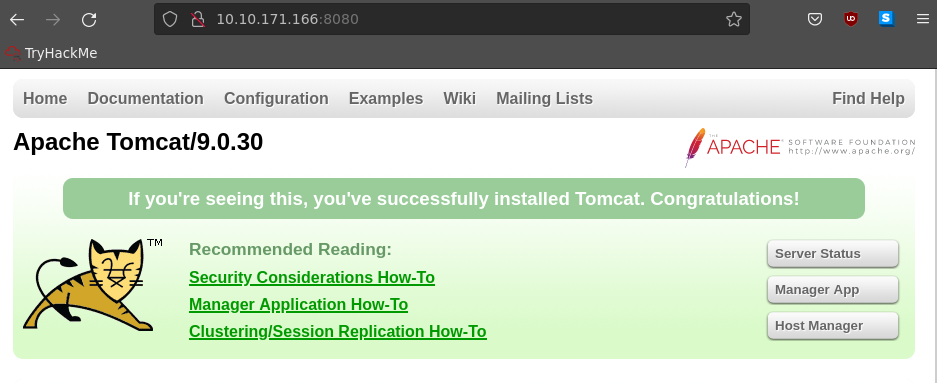 10.10.171.166:8080
TryHackMe
Home Documentation Configuration Examples Wiki Mailing Lists Find Help
Apache Tomcat/9.0.30
THE APACHE SOFTWARE FOUNDATION
http://www.apache.org/
If you're seeing this, you've successfully installed Tomcat. Congratulations!
TM
Recommended Reading:
Security Considerations How-To
Manager Application How-To
Clustering/Session Replication How-To
Server Status
Manager App
Host Manager